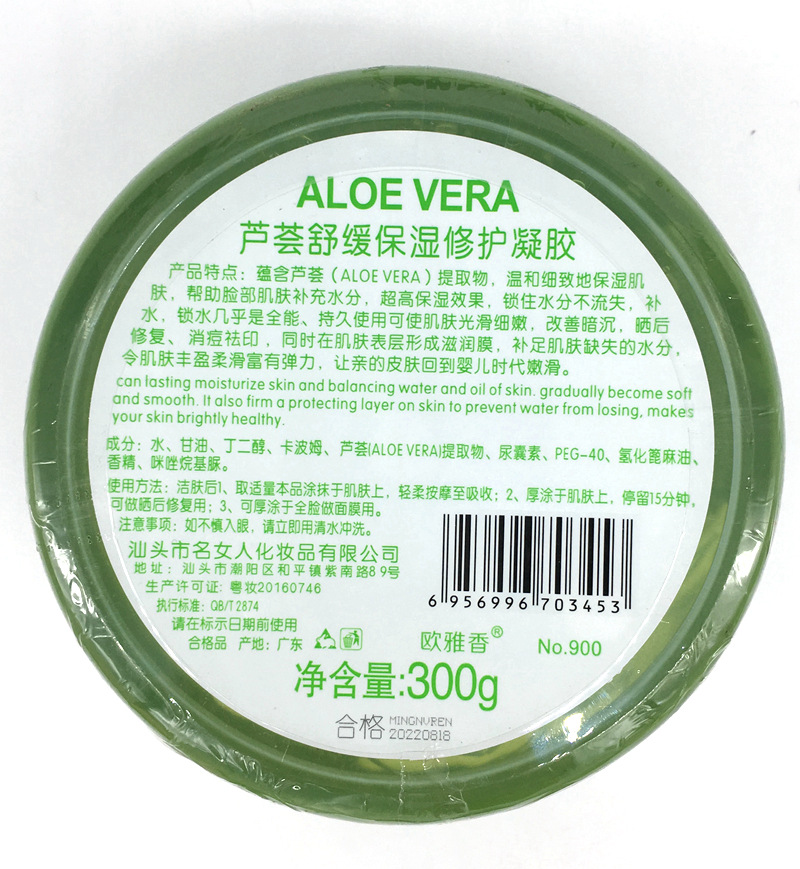 ALOE VERA
芦荟舒缓保湿修护凝胶
产品特点：蕴含芦荟（ALOE VERA）提取物，温和细致地保湿肌
肤，帮助脸部肌肤补充水分，超高保湿效果，锁住水分不流失，补
水，锁水几乎是全能、持久使用可使肌肤光滑细嫩，改善暗沉，晒后
修复、消痘祛印，同时在肌肤表层形成滋润膜，补足肌肤缺失的水分，
令肌肤丰盈柔滑富有弹力，让亲的皮肤回到婴儿时代嫩滑。
can lasting moisturize skin and balancing water and oil of skin. gradually become soft
and smooth. It also firm a protecting layer on skin to prevent water from losing, makes
your skin brightly healthy.
成分：水、甘油、丁二醇、卡波姆、芦荟(ALOE VERA)提取物、尿囊素、PEG-40、氢化蓖麻油、
香精、咪唑烷基脲。
使用方法：洁肤后1、取适量本品涂抹于肌肤上，轻柔按摩至吸收；2、厚涂于肌肤上，停留15分钟，
可做晒后修复用；3、可厚涂于全脸做面膜用。
注意事项：如不慎入眼，请立即用清水冲洗。
汕头市名女人化妆品有限公司
地址：汕头市潮阳区和平镇紫南路89号
生产许可证：粤妆20160746
执行标准：QB/T 2874
请在标示日期前使用
合格品 产地：广东
6 956996 703453
欧雅香® No.900
净含量:300g
合格 MINGNVREN
20220818